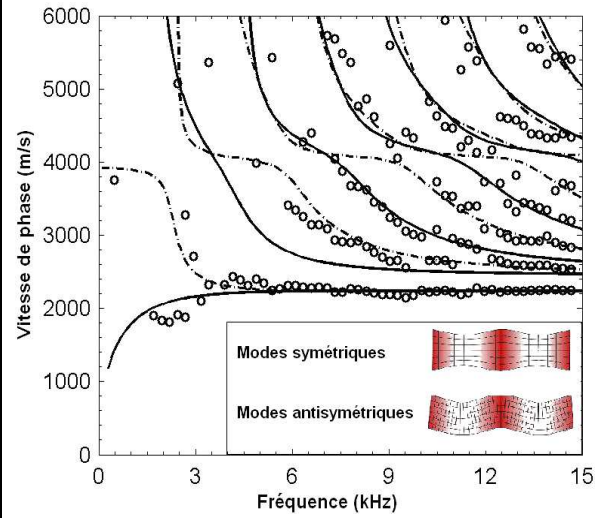 6000
5000
4000
3000
2000
1000
0
Vitesse de phase (m/s)
Modes symétriques
Modes antisymétriques
0 3 6 9 12 15
Fréquence (kHz)